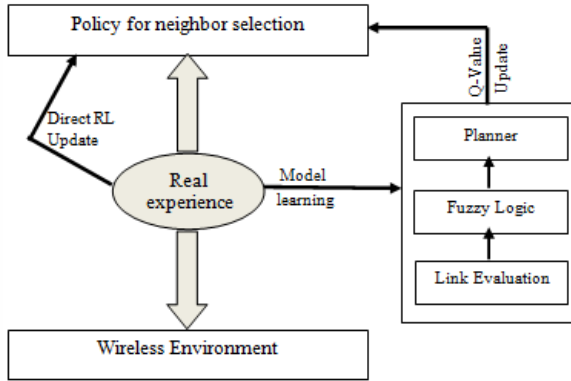 Policy for neighbor selection
Direct RL
Update
Real
experience
Model
learning
Q-Value
Update
Planner
Fuzzy Logic
Link Evaluation
Wireless Environment